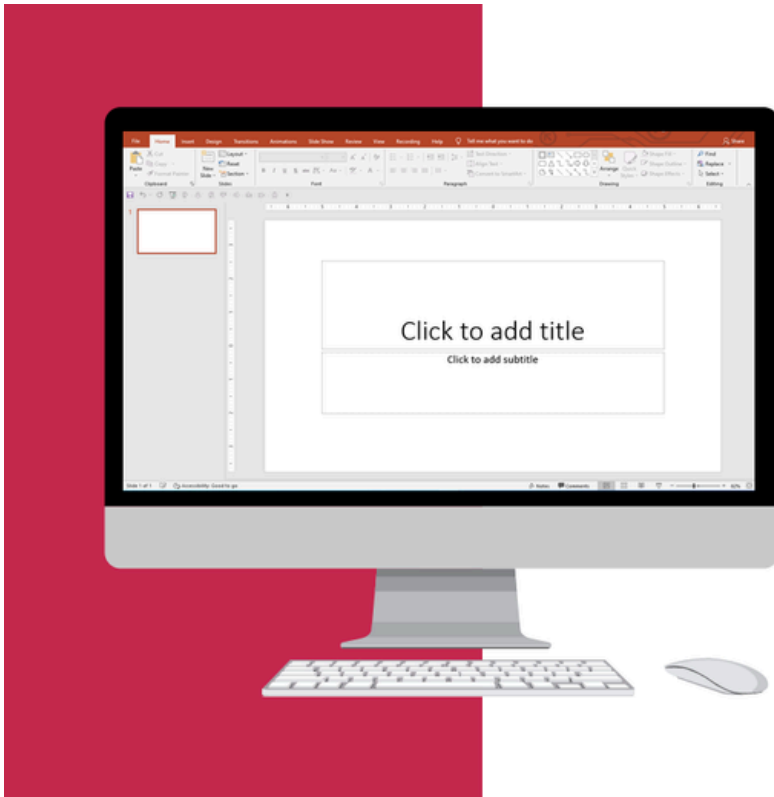 File Home Insert Design Transitions Animations Slide Show Review View Recording Help Tell me what you want to do Share
Paste
Cut
Copy
Format Painter
New
Slide
Layout
Reset
Section
Text Direction
Align Text
Convert to SmartArt
Arrange
Quick
Styles
Shape Fill
Shape Outline
Shape Effects
Find
Replace
Select
Clipboard Slides Font Paragraph Drawing Editing
1
Click to add title
Click to add subtitle
Slide 1 of 1 Accessibility: Good to go Notes Comments